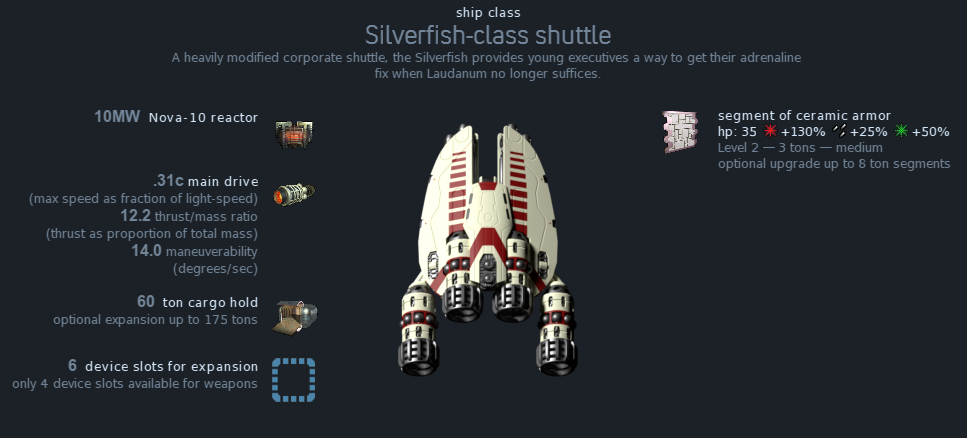 ship class
Silverfish-class shuttle
A heavily modified corporate shuttle, the Silverfish provides young executives a way to get their adrenaline
fix when Laudanum no longer suffices.
10MW Nova-10 reactor
.31c main drive
(max speed as fraction of light-speed)
12.2 thrust/mass ratio
(thrust as proportion of total mass)
14.0 maneuverability
(degrees/sec)
60 ton cargo hold
optional expansion up to 175 tons
6 device slots for expansion
only 4 device slots available for weapons
segment of ceramic armor
hp: 35 +130% +25% +50%
Level 2 — 3 tons — medium
optional upgrade up to 8 ton segments